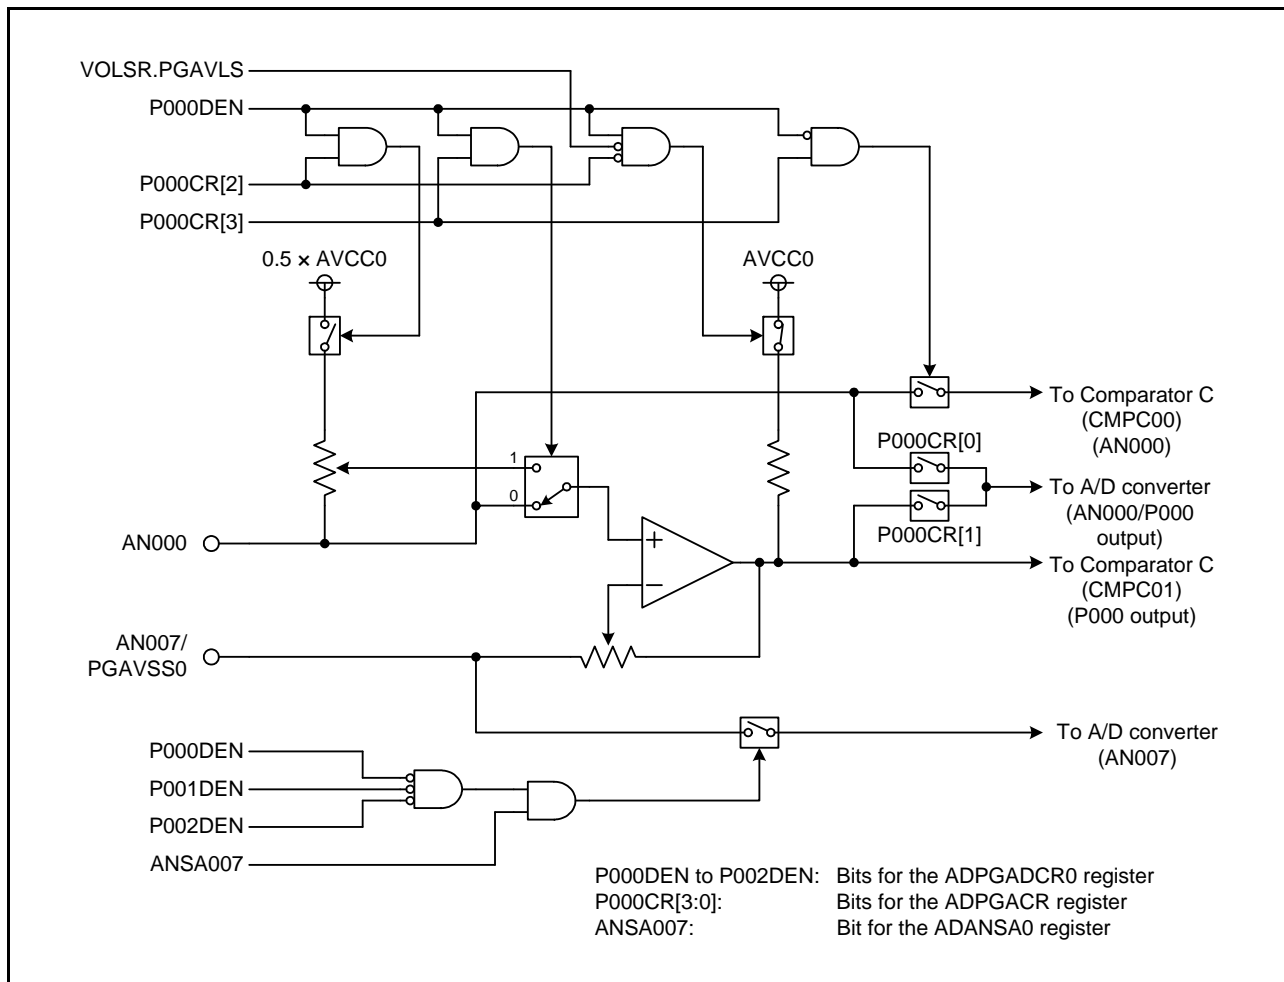 VOLSR.PGAVLS
P000DEN
P000CR[2]
P000CR[3]
0.5 × AVCC0
AVCC0
To Comparator C
(CMPC00)
(AN000)
P000CR[0]
1
0
To A/D converter
(AN000/P000
output)
P000CR[1]
AN000
To Comparator C
(CMPC01)
(P000 output)
AN007/
PGAVSS0
To A/D converter
(AN007)
P000DEN
P001DEN
P002DEN
ANSA007
P000DEN to P002DEN: Bits for the ADPGADCR0 register
P000CR[3:0]: Bits for the ADPGACR register
ANSA007: Bit for the ADANSA0 register